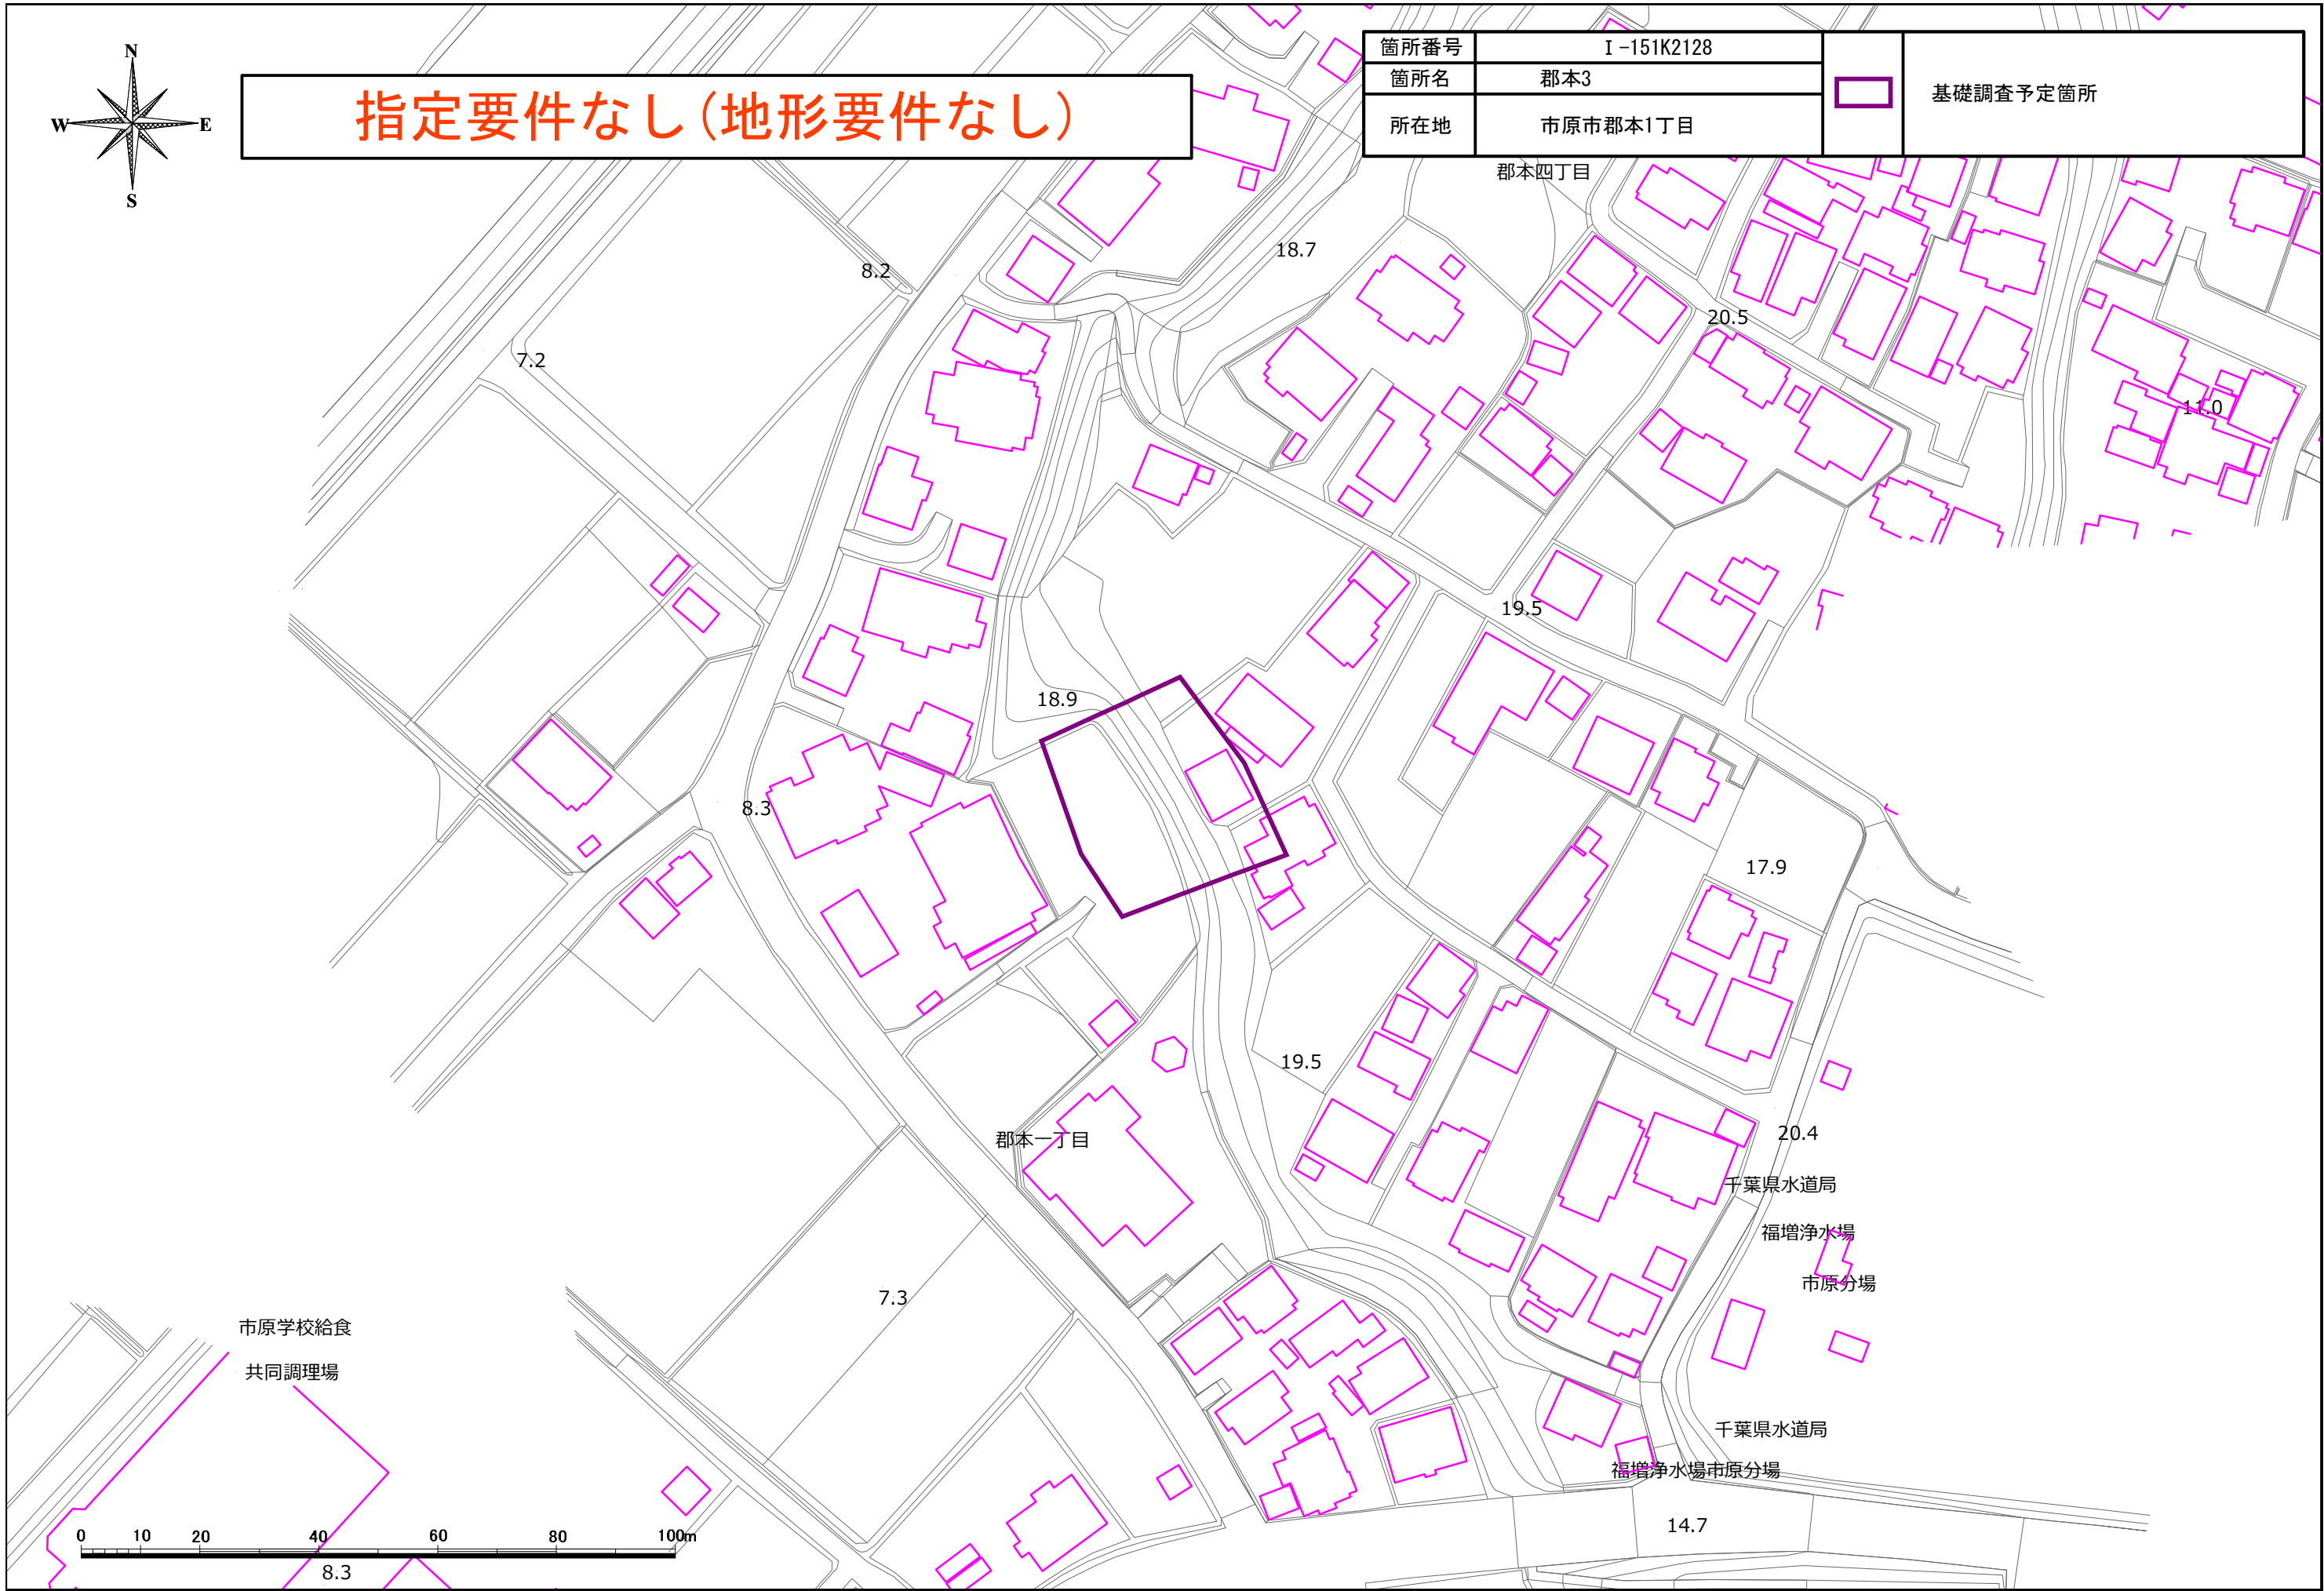 N
W E
S
指定要件なし(地形要件なし)
箇所番号 I-151K2128
箇所名 郡本3
所在地 市原市郡本1丁目
基礎調査予定箇所
郡本四丁目
18.7
8.2
20.5
7.2
11.0
19.5
18.9
8.3
17.9
19.5
20.4
郡本一丁目
千葉県水道局
福増浄水場
市原分場
7.3
市原学校給食
共同調理場
千葉県水道局
福増浄水場市原分場
14.7
0 10 20 40 60 80 100m
8.3